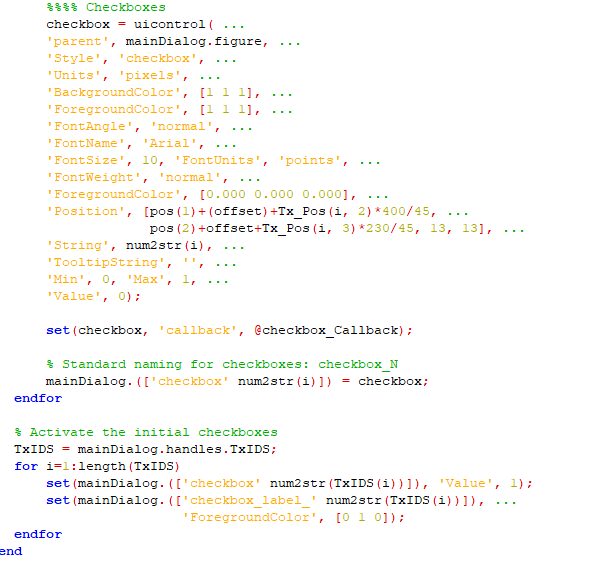 %%%% Checkboxes
checkbox = uicontrol( ...
'parent', mainDialog.figure, ...
'Style', 'checkbox', ...
'Units', 'pixels', ...
'BackgroundColor', [1 1 1], ...
'ForegroundColor', [1 1 1], ...
'FontAngle', 'normal', ...
'FontName', 'Arial', ...
'FontSize', 10, 'FontUnits', 'points', ...
'FontWeight', 'normal', ...
'ForegroundColor', [0.000 0.000 0.000], ...
'Position', [pos(1)+(offset)+Tx_Pos(i, 2)*400/45, ...
pos(2)+offset+Tx_Pos(i, 3)*230/45, 13, 13], ...
'String', num2str(i), ...
'TooltipString', '', ...
'Min', 0, 'Max', 1, ...
'Value', 0);
set(checkbox, 'callback', @checkbox_Callback);
% Standard naming for checkboxes: checkbox_N
mainDialog.(['checkbox' num2str(i)]) = checkbox;
endfor
% Activate the initial checkboxes
TxIDS = mainDialog.handles.TxIDS;
for i=1:length(TxIDS)
set(mainDialog.(['checkbox' num2str(TxIDS(i))]), 'Value', 1);
set(mainDialog.(['checkbox_label_' num2str(TxIDS(i))]), ...
'ForegroundColor', [0 1 0]);
endfor
end